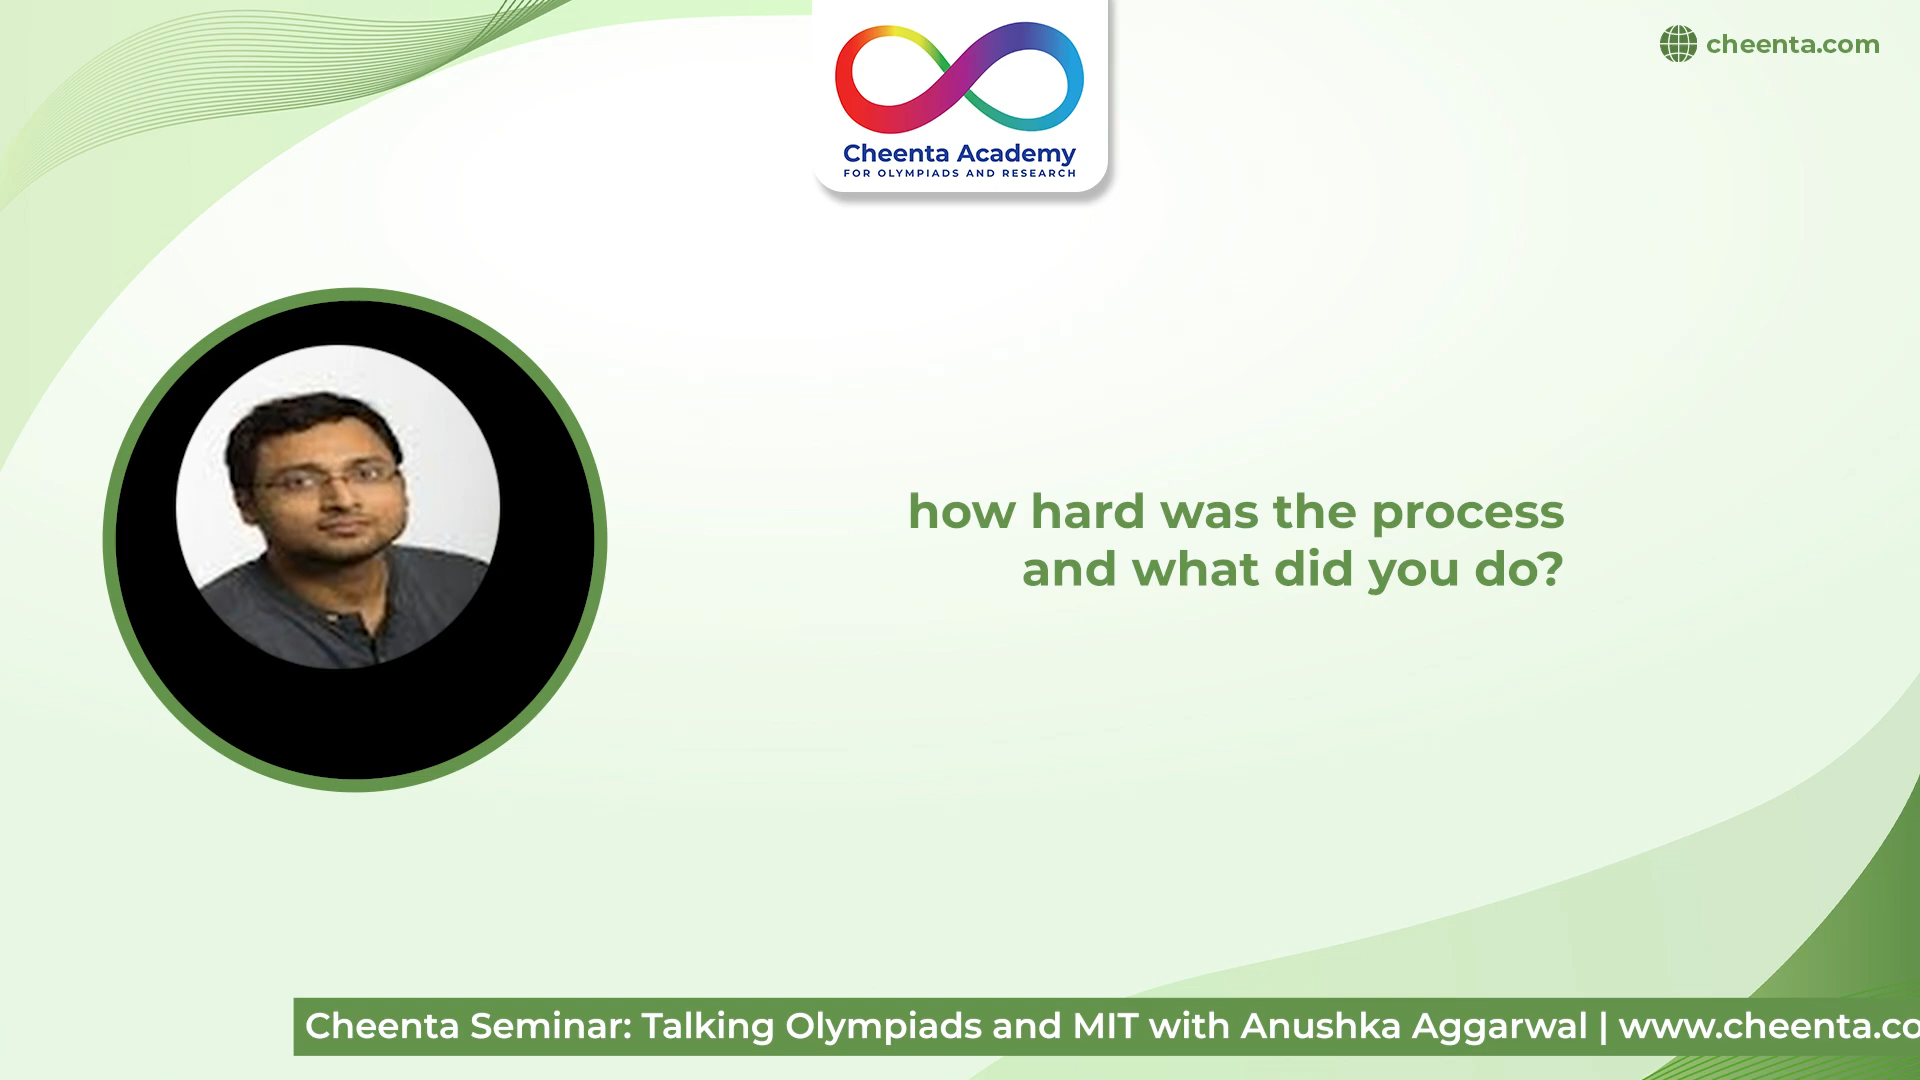 cheenta.com
Cheenta Academy
FOR OLYMPIADS AND RESEARCH
how hard was the process
and what did you do?
Cheenta Seminar: Talking Olympiads and MIT with Anushka Aggarwal | www.cheenta.co